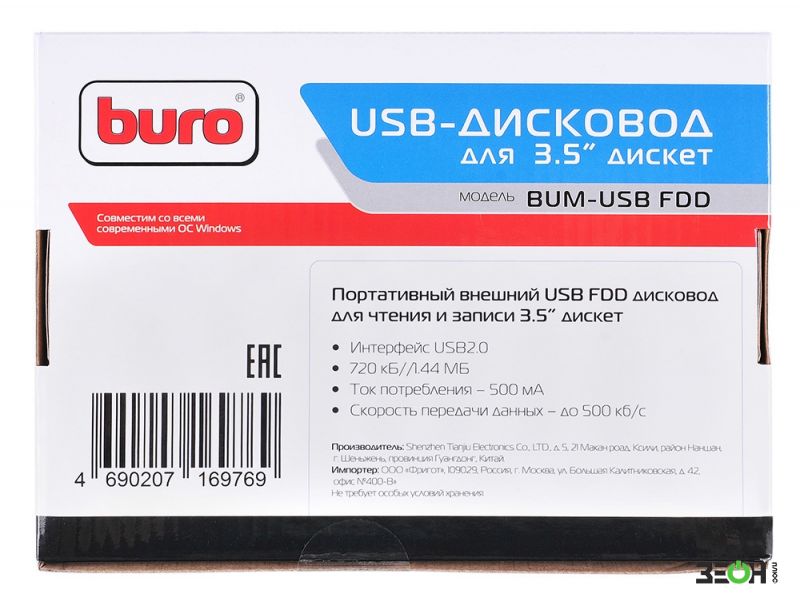 buro®
USB-ДИСКОВОД
для 3.5” дискет
модель BUM-USB FDD
Совместим со всеми
современными ОС Windows
Портативный внешний USB FDD дисковод
для чтения и записи 3.5” дискет
• Интерфейс USB2.0
• 720 кБ//1.44 МБ
• Ток потребления – 500 мА
• Скорость передачи данных – до 500 кб/с
EAC
Производитель: Shenzhen Tianjiu Electronics Co., LTD., д. 5, 21 Макан роад, Ксили, район Наншан,
г. Шеньжень, провинция Гуангдонг, Китай.
Импортер: ООО «Фригот», 109029, Россия, г. Москва, ул. Большая Калитниковская, д. 42,
офис №400-В»
Не требует особых условий хранения
4 690207 169769
ЗЕОН плюс